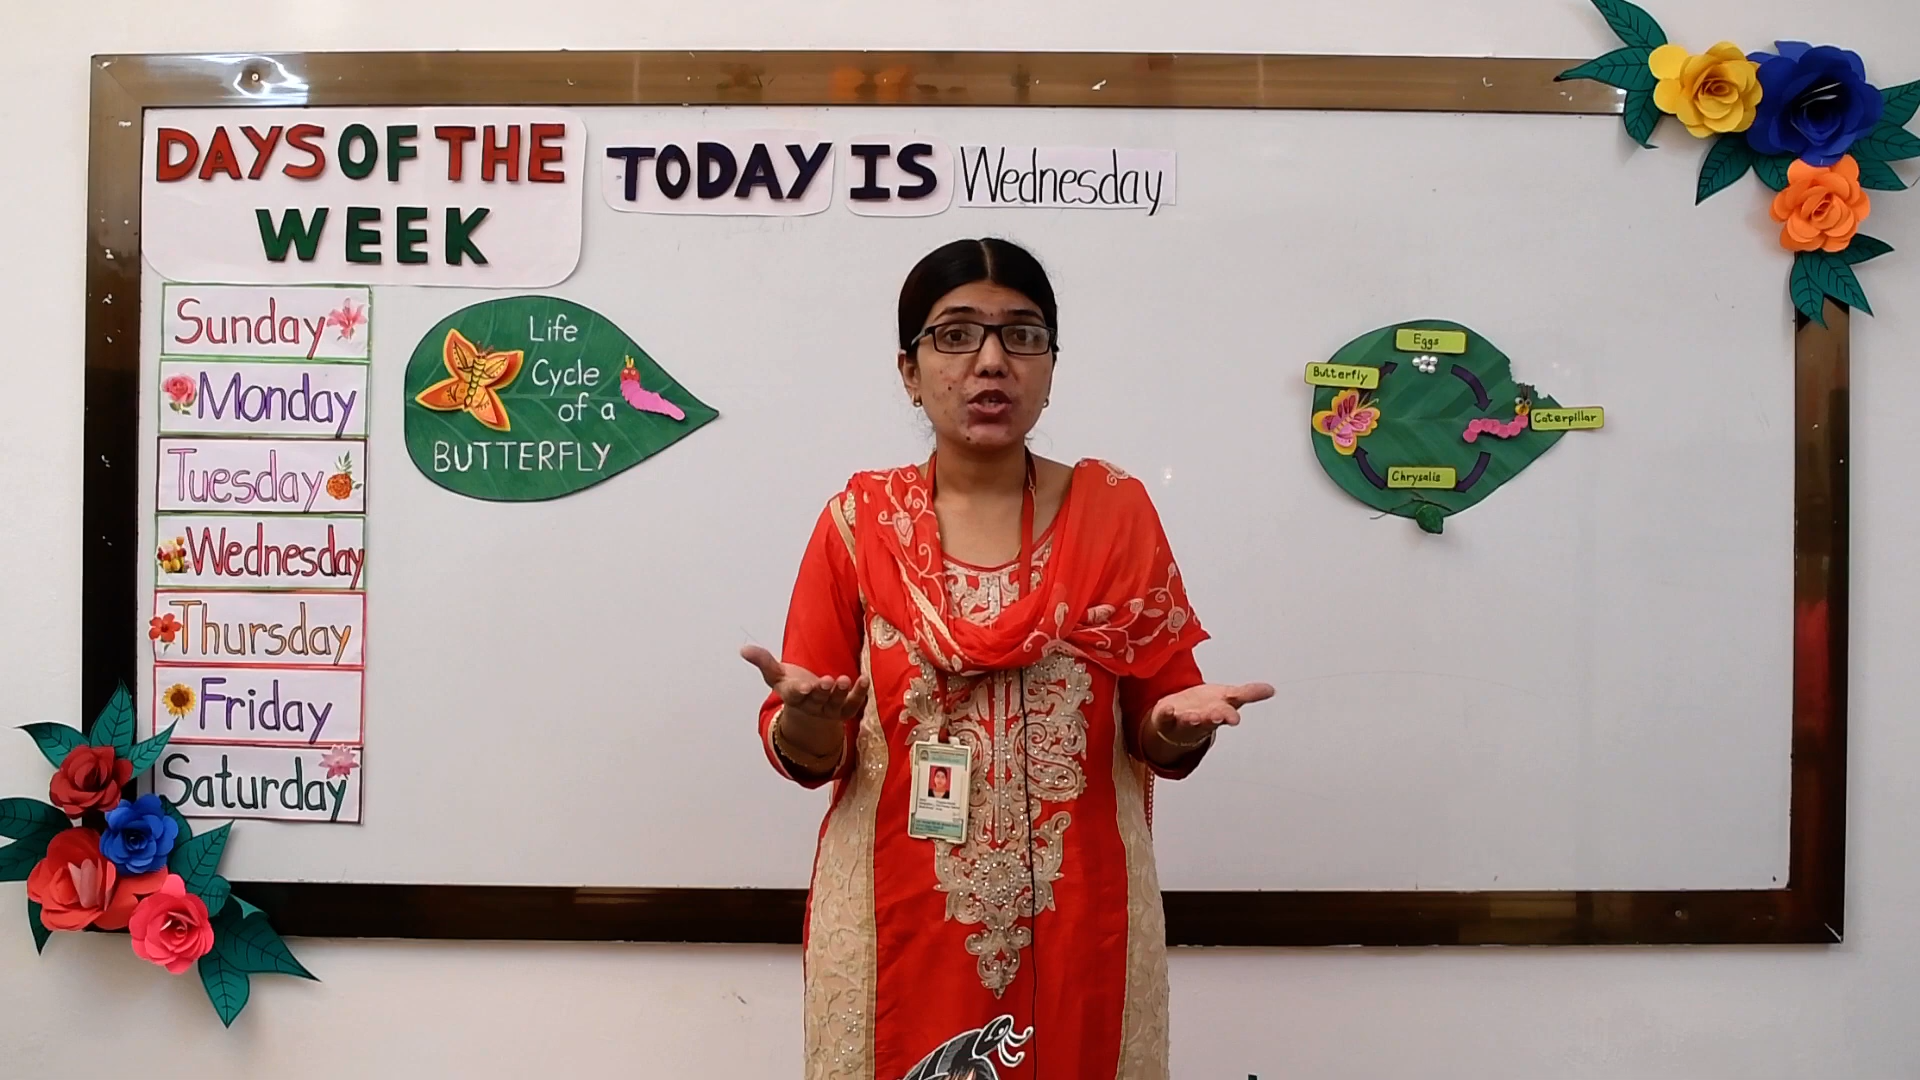 DAYS OF THE
WEEK
TODAY IS Wednesday
Sunday
Monday
Tuesday
Wednesday
Thursday
Friday
Saturday
Life
Cycle
of a
BUTTERFLY
Eggs
Butterfly
Caterpillar
Chrysalis